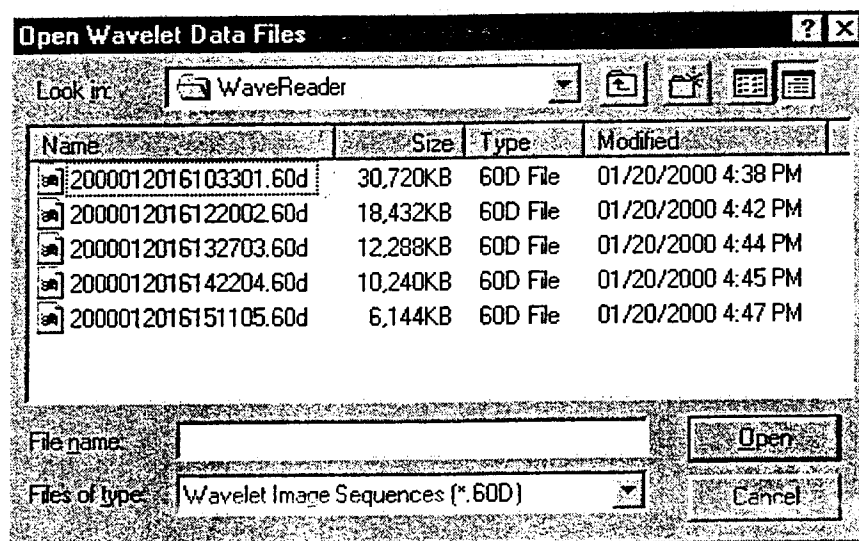 Open Wavelet Data Files
Look in: WaveReader
Name Size Type Modified
2000012016103301.60d 30,720KB 60D File 01/20/2000 4:38 PM
2000012016122002.60d 18,432KB 60D File 01/20/2000 4:42 PM
2000012016132703.60d 12,288KB 60D File 01/20/2000 4:44 PM
2000012016142204.60d 10,240KB 60D File 01/20/2000 4:45 PM
2000012016151105.60d 6,144KB 60D File 01/20/2000 4:47 PM
File name: Open
Files of type: Wavelet Image Sequences (*.60D) Cancel